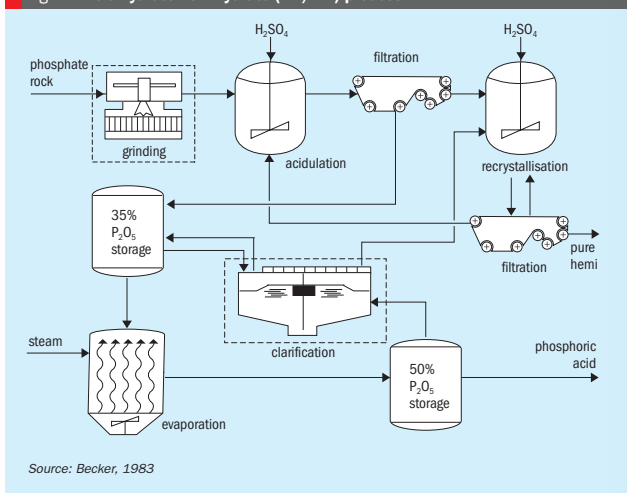 H₂SO₄
H₂SO₄
phosphate
rock
filtration
grinding
acidulation
recrystallisation
35%
P₂O₅
storage
filtration
pure
hemi
steam
clarification
50%
P₂O₅
storage
phosphoric
acid
evaporation
Source: Becker, 1983